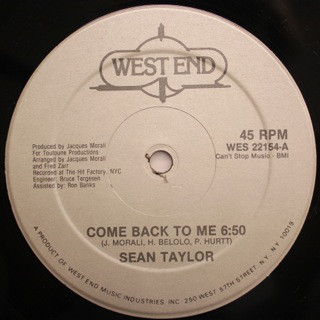 WEST END
Produced by Jacques Morali
For Toutoune Productions
Arranged by Jacques Morali
and Fred Zarr
Recorded at The Hit Factory, NYC
Engineer: Bruce Tergesen
Assisted by: Ron Banks
45 RPM
WES 22154-A
Can't Stop Music - BMI
COME BACK TO ME 6:50
(J. MORALI, H. BELOLO, P. HURTT)
SEAN TAYLOR
A PRODUCT OF WEST END MUSIC INDUSTRIES, INC. 250 WEST 57TH STREET, N.Y. NY. 10019